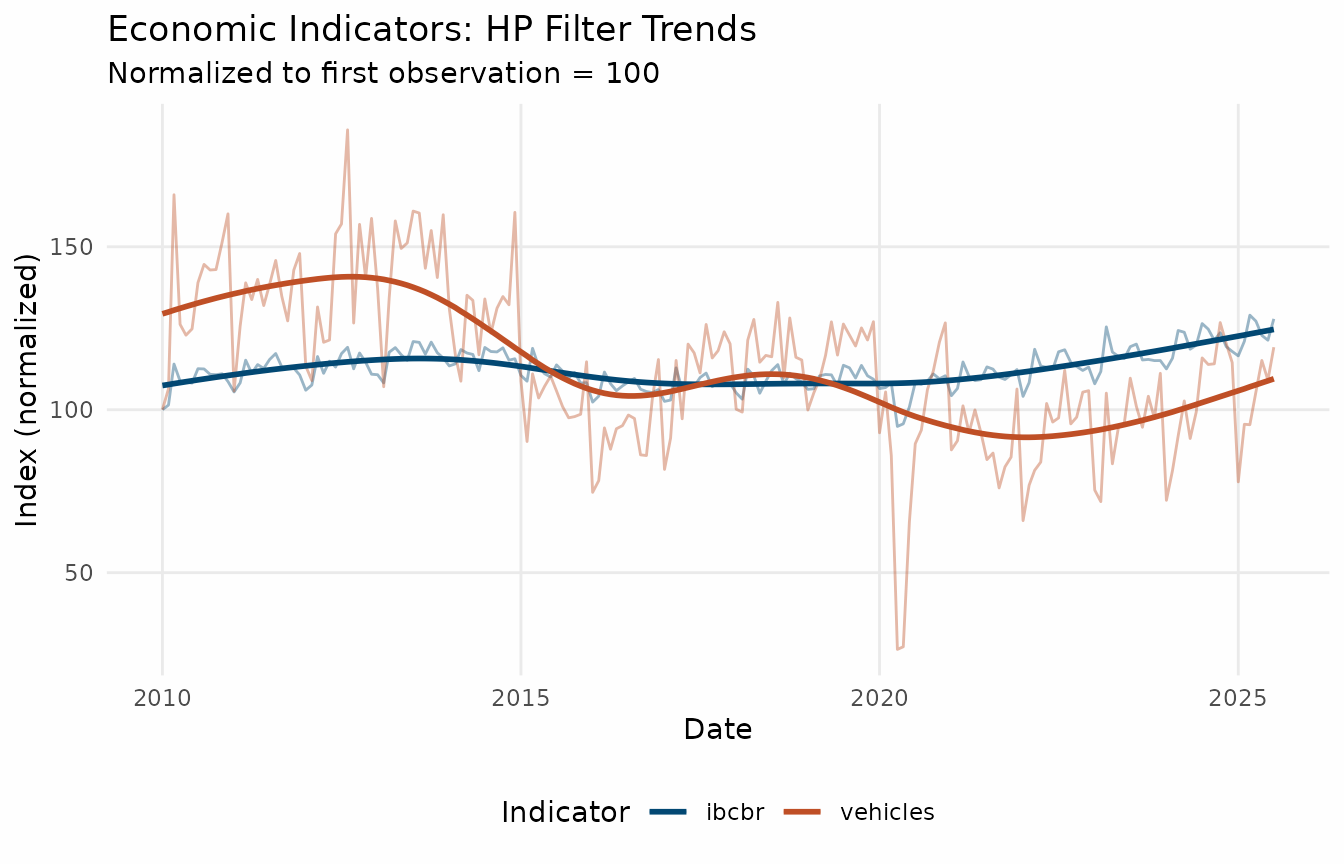 Economic Indicators: HP Filter Trends
Normalized to first observation = 100
Index (normalized)
150
100
50
2010 2015 2020 2025
Date
Indicator ibcbr vehicles